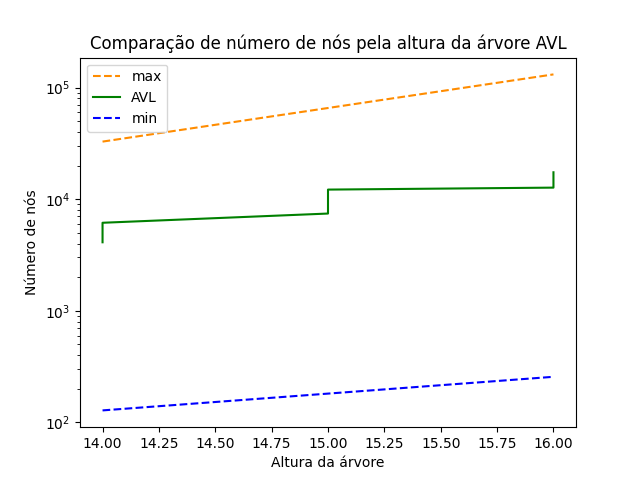 Comparação de número de nós pela altura da árvore AVL
max
AVL
min
Número de nós
10^5
10^4
10^3
10^2
14.00 14.25 14.50 14.75 15.00 15.25 15.50 15.75 16.00
Altura da árvore